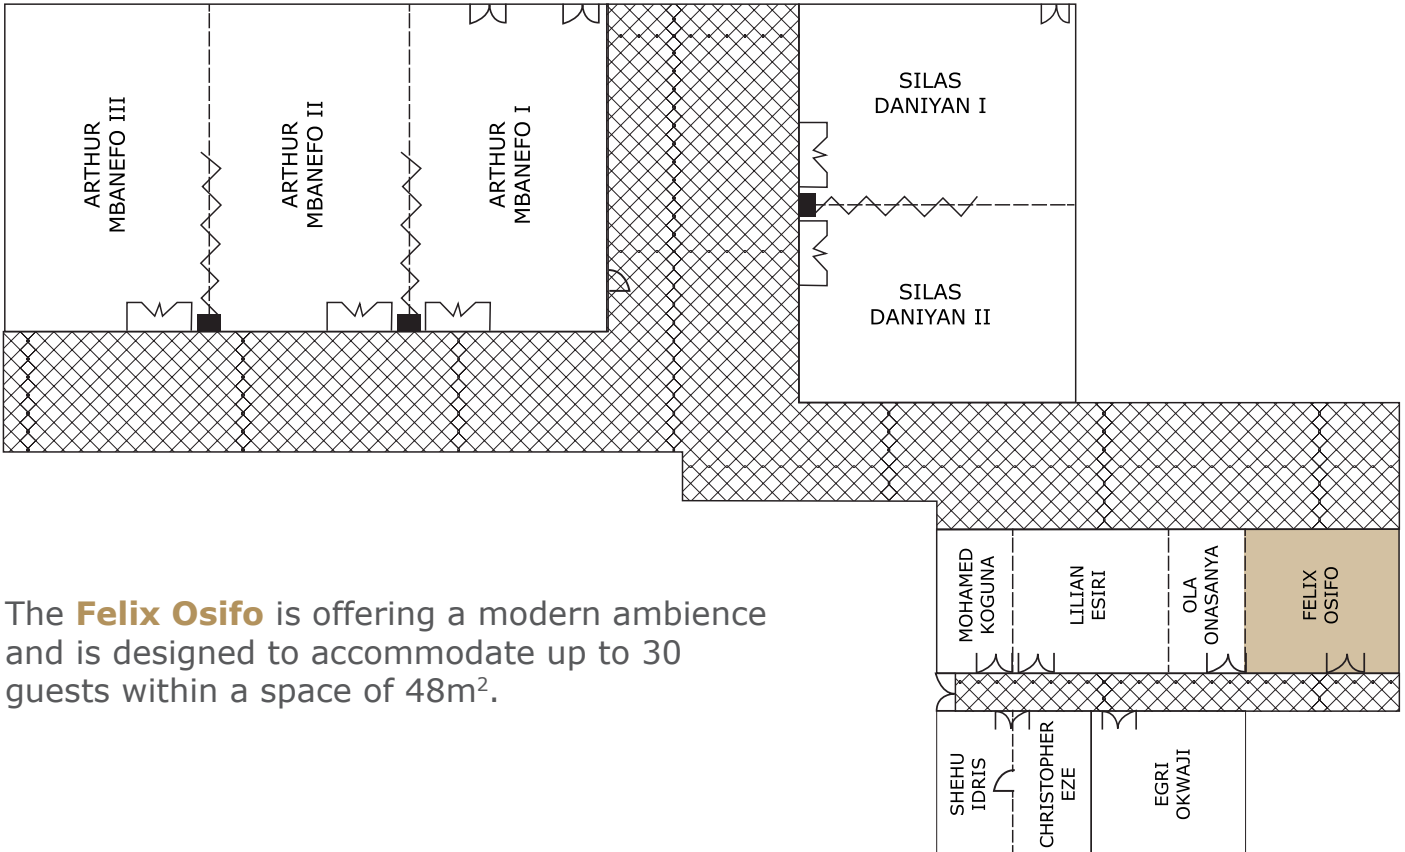 ARTHUR
MBANEFO III
ARTHUR
MBANEFO II
ARTHUR
MBANEFO I
SILAS
DANIYAN I
SILAS
DANIYAN II
MOHAMED
KOGUNA
LILIAN
ESIRI
OLA
ONASANYA
FELIX
OSIFO
The Felix Osifo is offering a modern ambience
and is designed to accommodate up to 30
guests within a space of 48m².
SHEHU
IDRIS
CHRISTOPHER
EZE
EGRI
OKWAJI